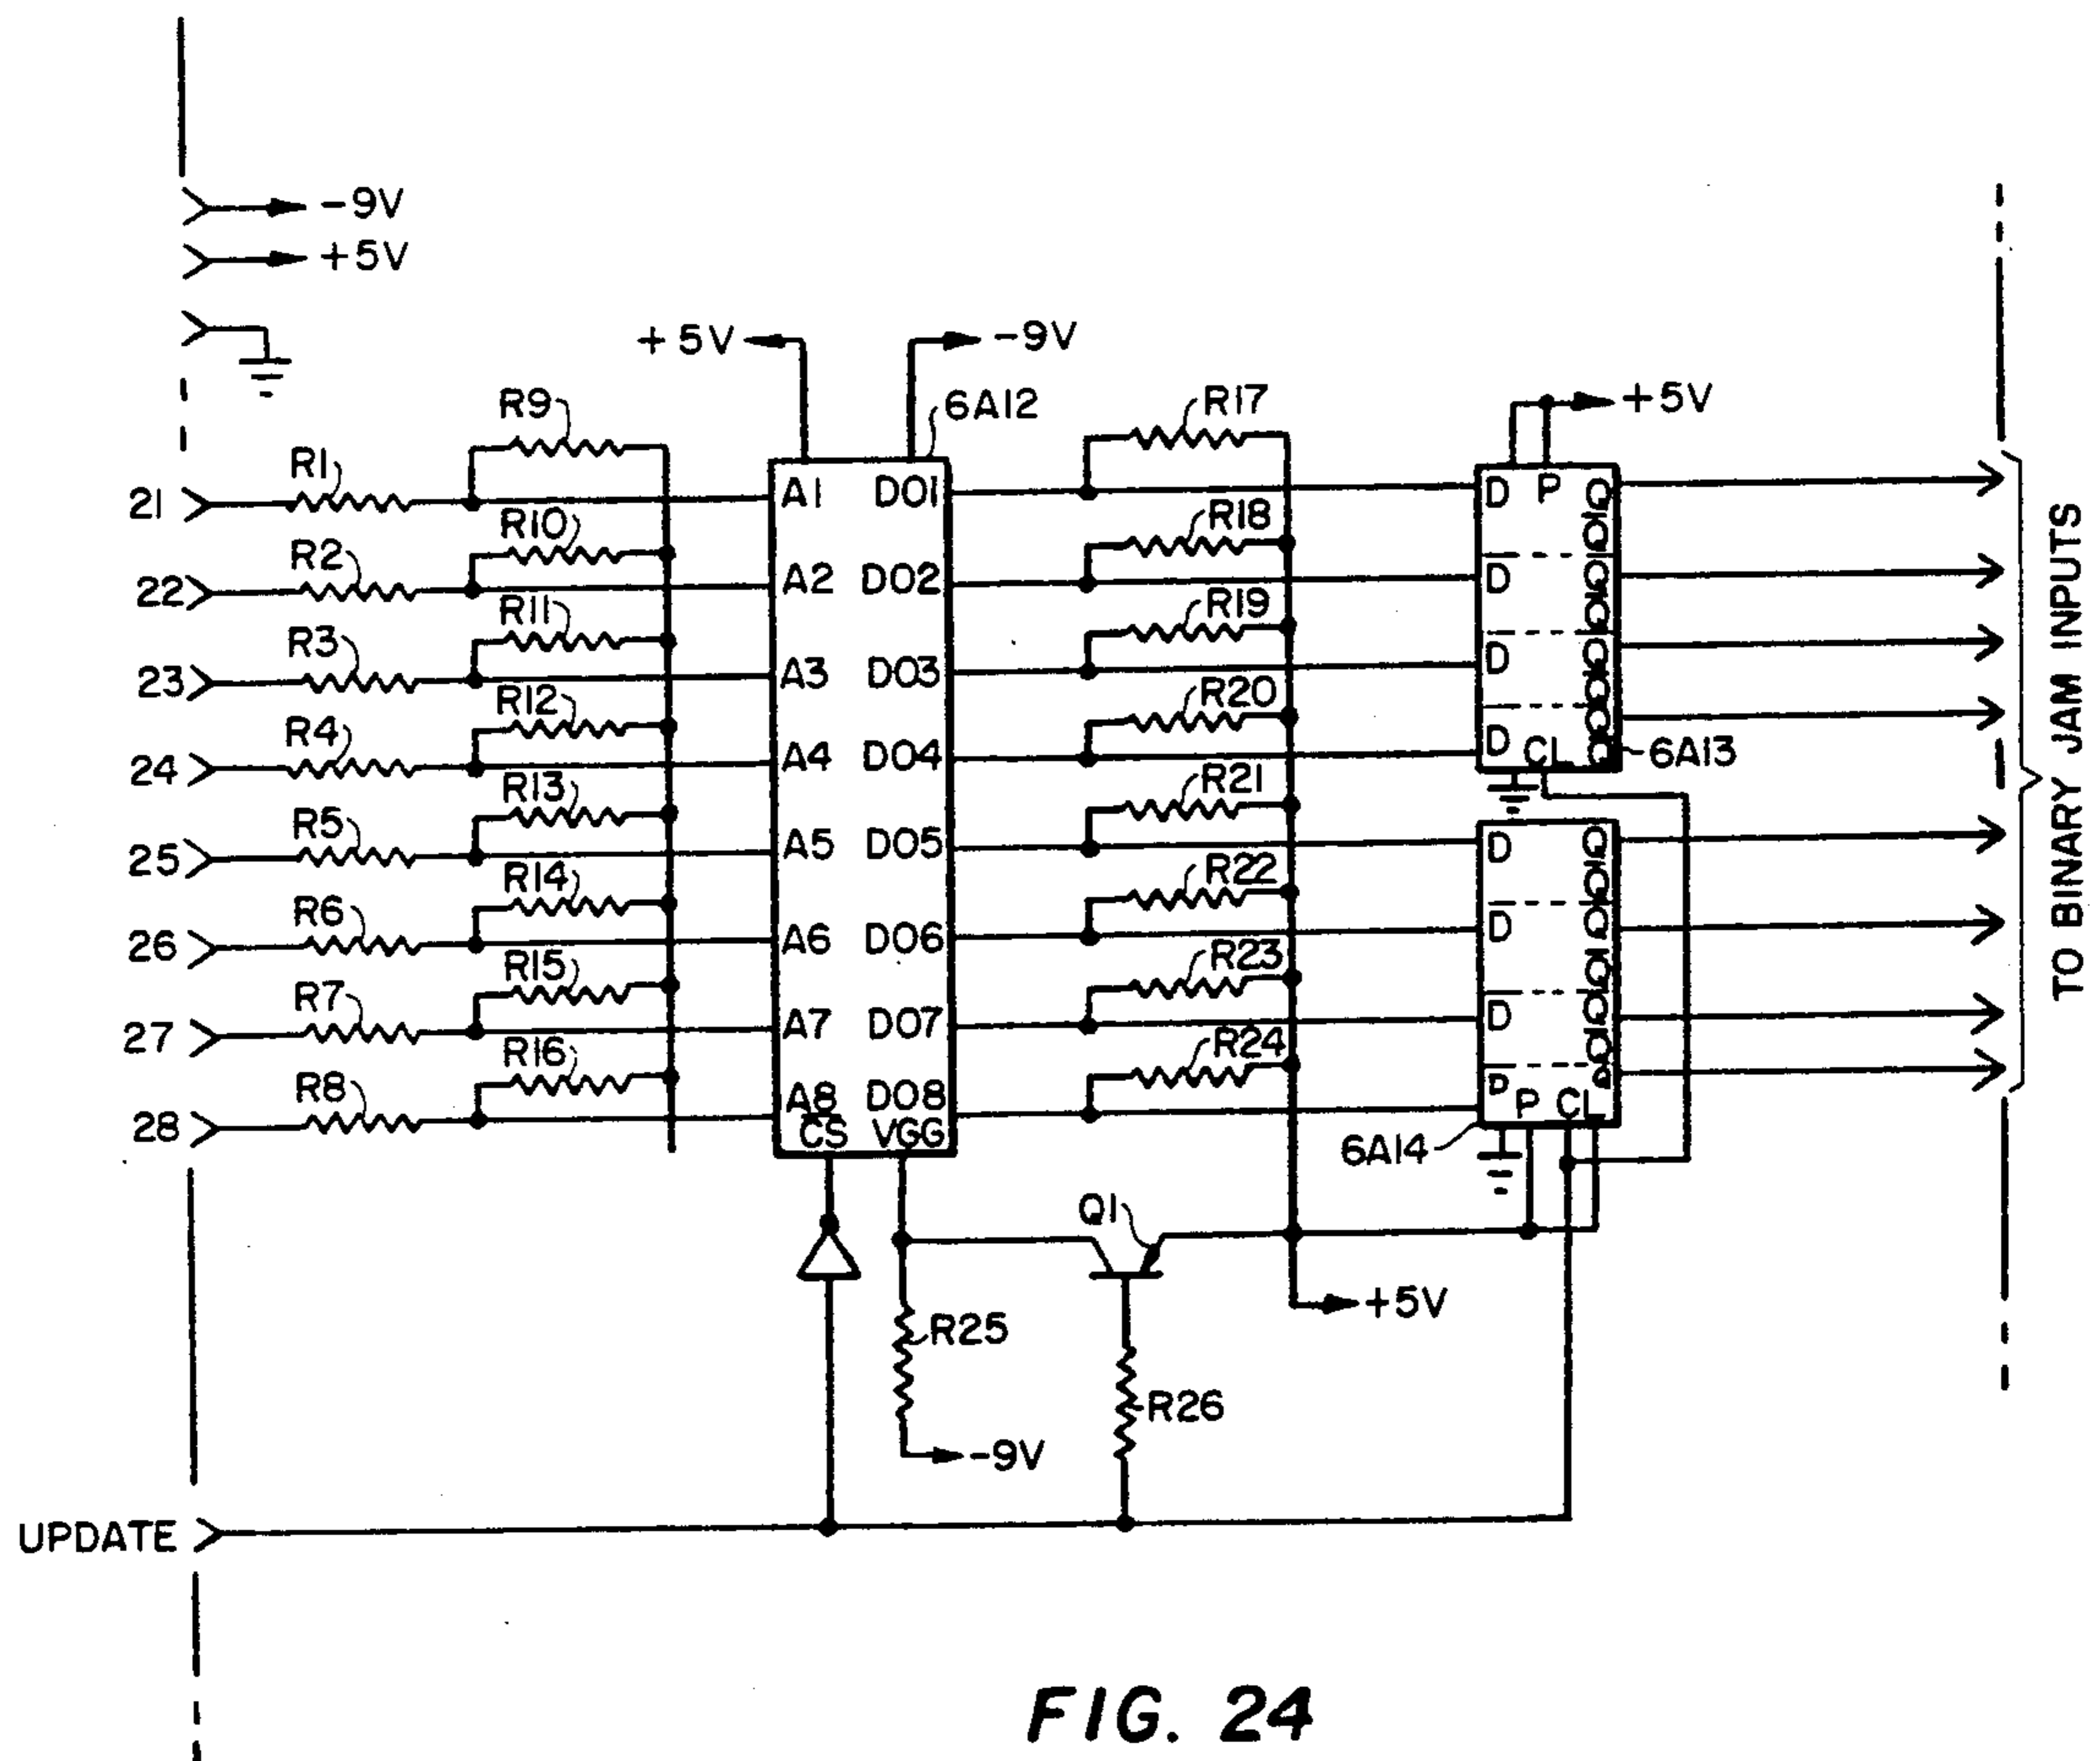 -9V
+5V
+5V
-9V
6A12
+5V
R9
R17
R1
21
A1
DO1
D
P
Q
Q
R10
R18
R2
22
A2
DO2
D
Q
Q
R11
R19
R3
23
A3
DO3
D
Q
Q
R12
R20
R4
24
A4
DO4
D
CL
Q
Q
6A13
R13
R21
R5
25
A5
DO5
D
Q
Q
R14
R22
R6
26
A6
DO6
D
Q
Q
R15
R23
R7
27
A7
DO7
D
Q
Q
R16
R24
R8
28
A8
DO8
P
P
CL
Q
CS
VGG
6A14
TO BINARY JAM INPUTS
Q1
+5V
R25
R26
-9V
UPDATE
FIG. 24